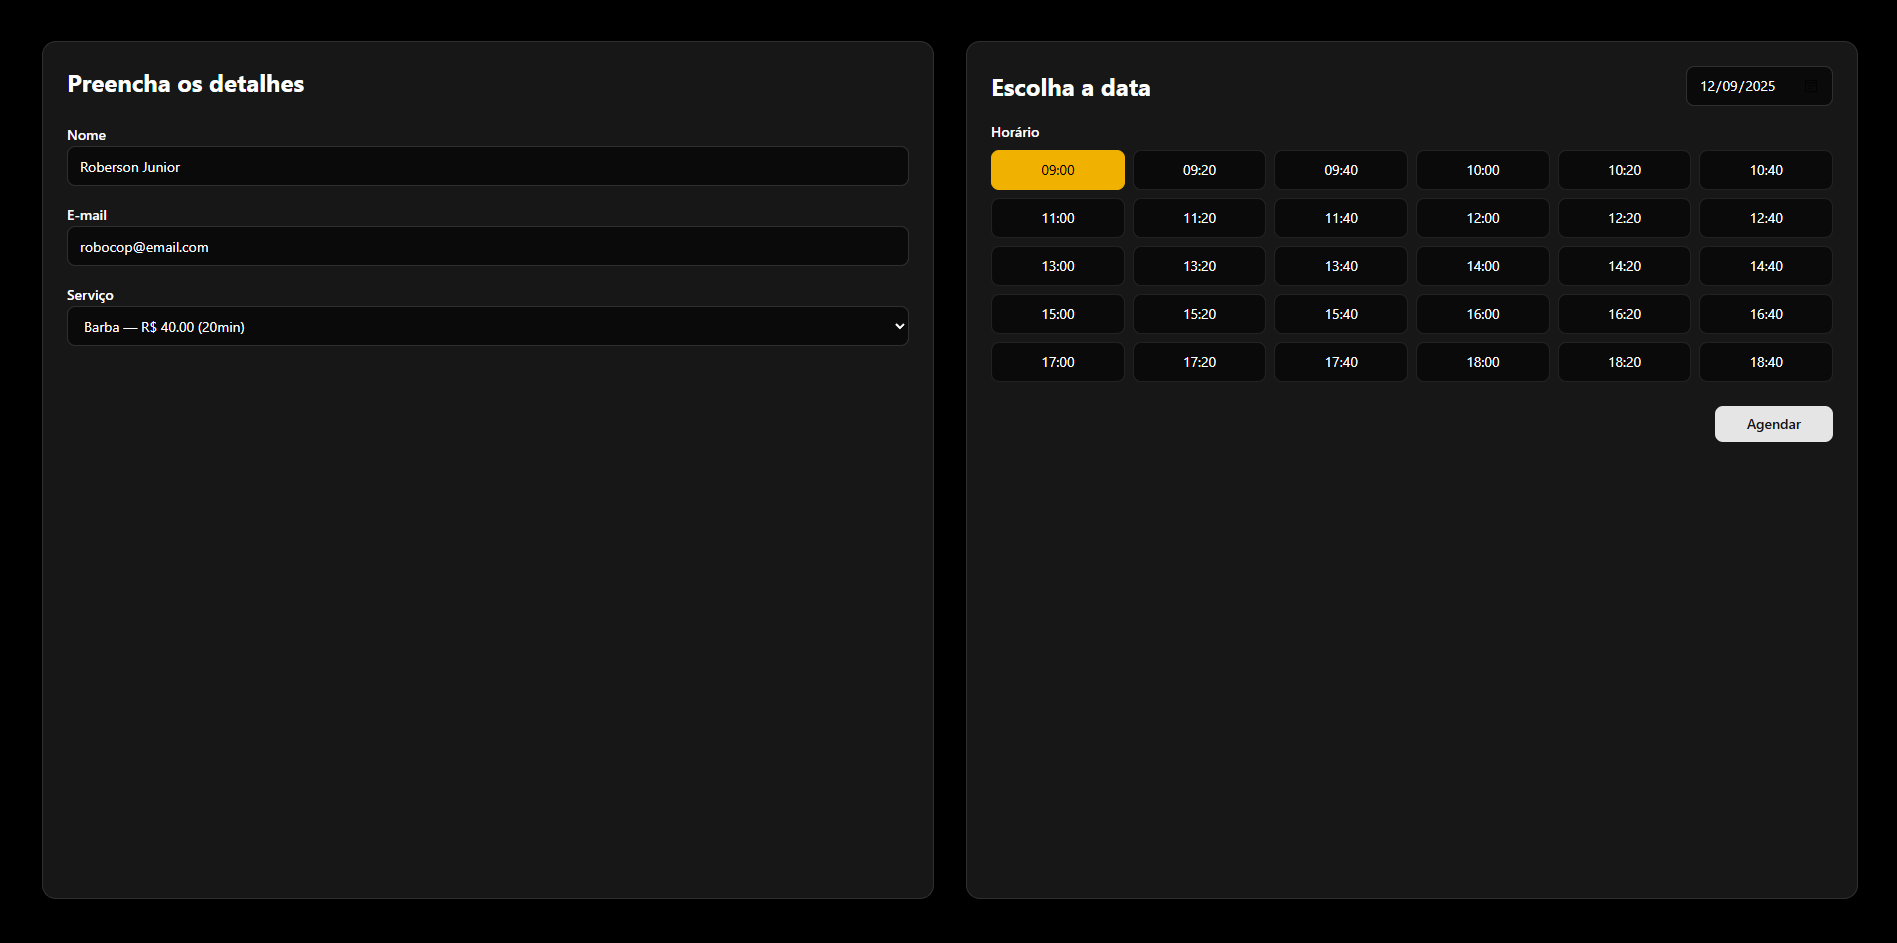 Preencha os detalhes
Nome
Roberson Junior
E-mail
robocop@email.com
Serviço
Barba — R$ 40.00 (20min)
Escolha a data
12/09/2025
Horário
09:00 09:20 09:40 10:00 10:20 10:40
11:00 11:20 11:40 12:00 12:20 12:40
13:00 13:20 13:40 14:00 14:20 14:40
15:00 15:20 15:40 16:00 16:20 16:40
17:00 17:20 17:40 18:00 18:20 18:40
Agendar